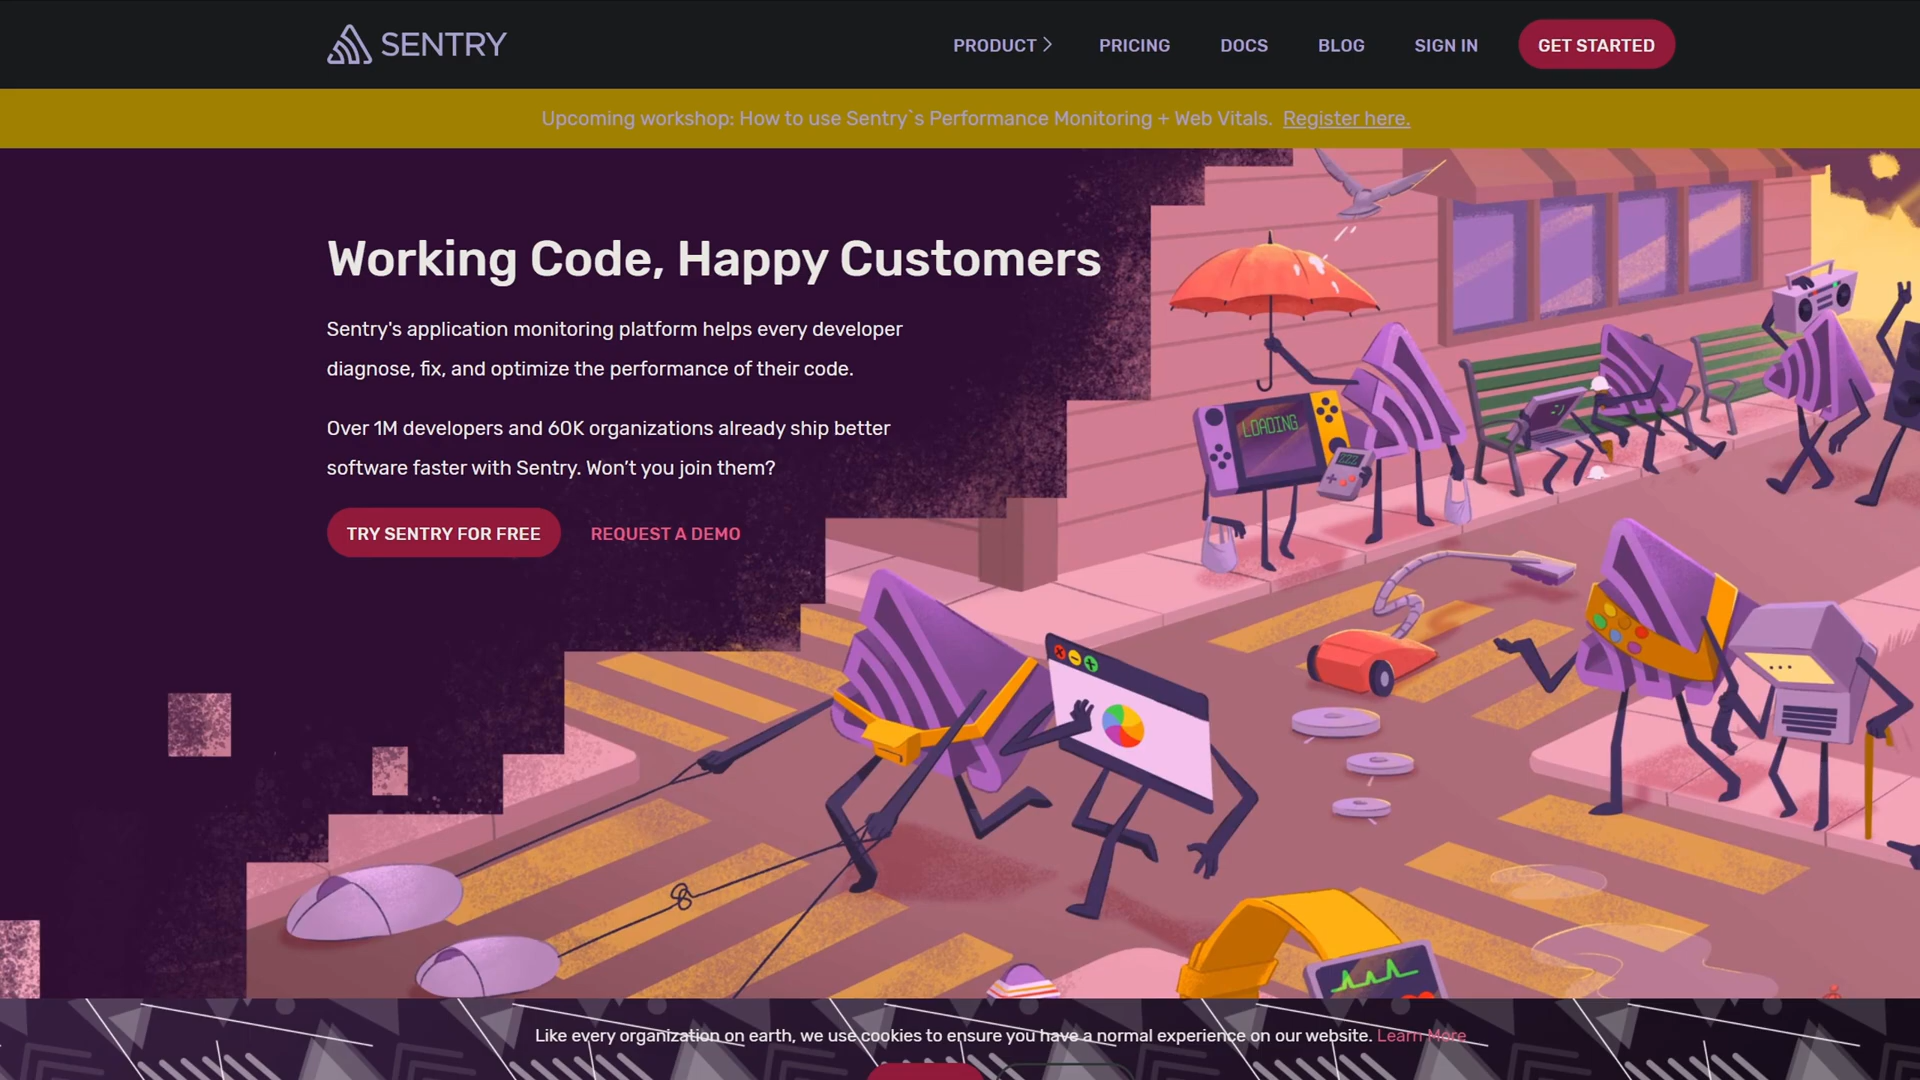 SENTRY
PRODUCT
PRICING
DOCS
BLOG
SIGN IN
GET STARTED
Upcoming workshop: How to use Sentry`s Performance Monitoring + Web Vitals. Register here.
Working Code, Happy Customers
Sentry's application monitoring platform helps every developer
diagnose, fix, and optimize the performance of their code.
Over 1M developers and 60K organizations already ship better
software faster with Sentry. Won’t you join them?
TRY SENTRY FOR FREE
REQUEST A DEMO
LOADING
ZZZ
Like every organization on earth, we use cookies to ensure you have a normal experience on our website. Learn More